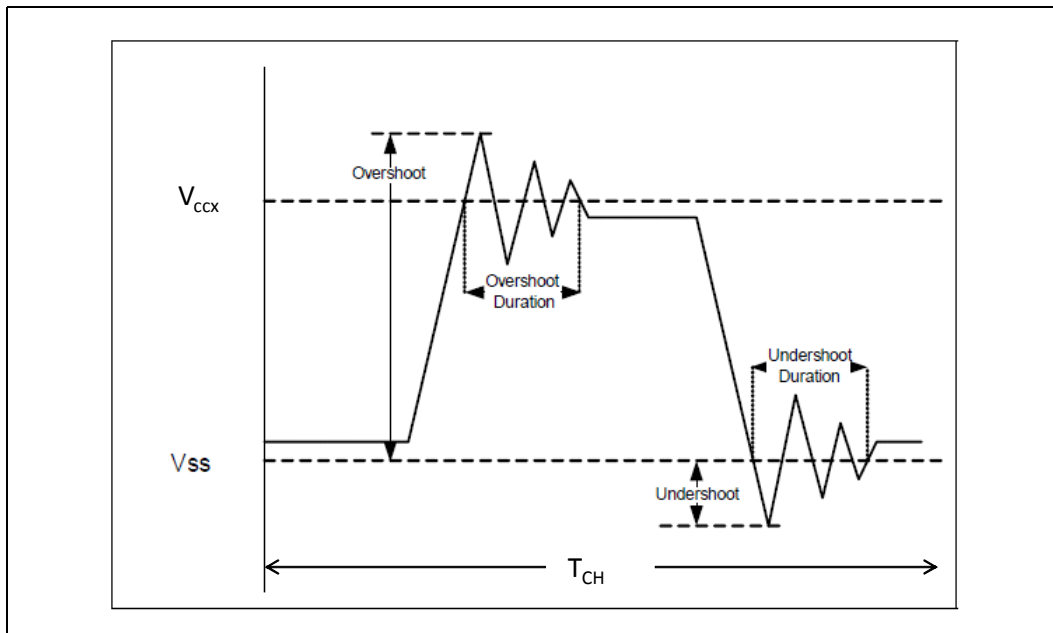 Overshoot
Vccx
Overshoot
Duration
Undershoot
Duration
Vss
Undershoot
TCH